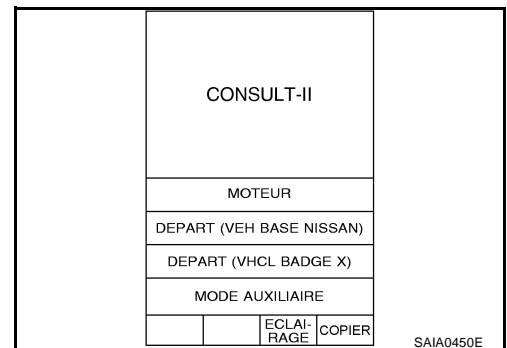 CONSULT-II
MOTEUR
DEPART (VEH BASE NISSAN)
DEPART (VHCL BADGE X)
MODE AUXILIAIRE
ECLAI-
RAGE
COPIER
SAIA0450E